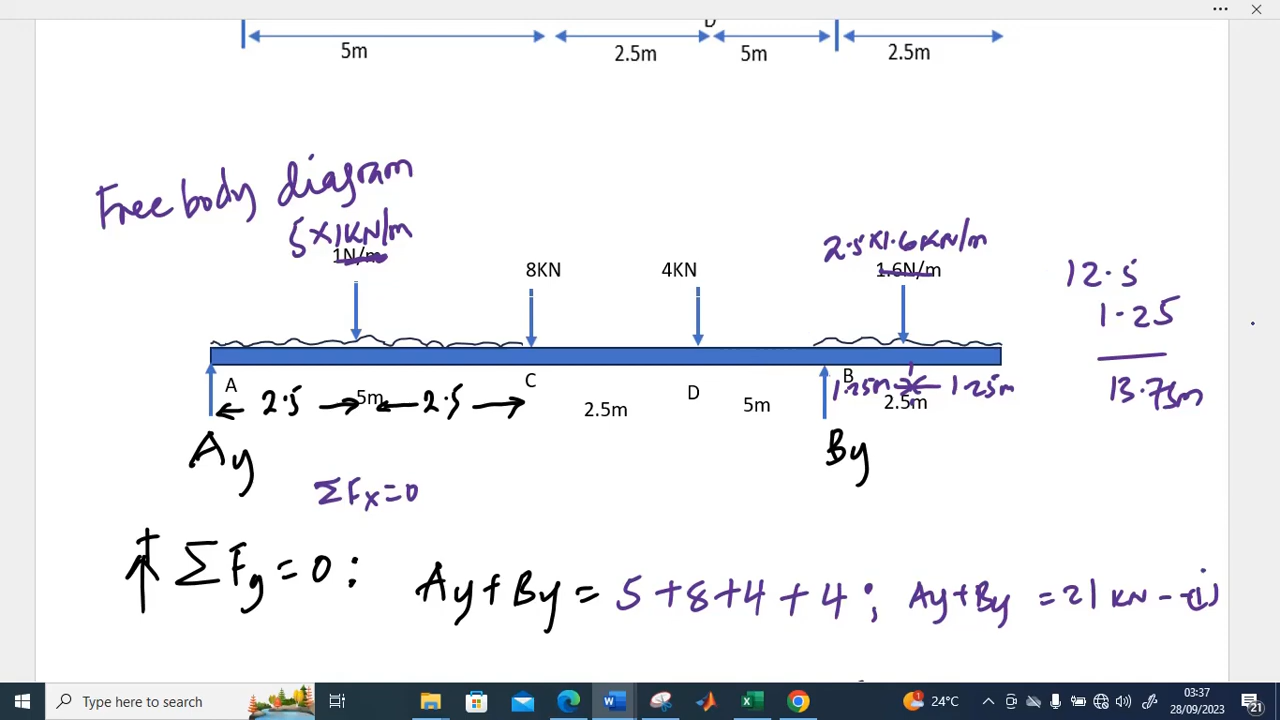 D
5m
2.5m
5m
2.5m
Free body diagram
5×1KN/m
1N/m
8KN
4KN
2.5×1.6KN/m
1.6N/m
12.5
1.25
13.75m
A
2.5
5m
2.5
C
2.5m
D
5m
B
1.25m
2.5m
1.25m
Ay
By
ΣFx=0
ΣFy=0: Ay+By= 5+8+4+4; Ay+By =21 KN -(i)
Type here to search
24°C
03:37
28/09/2023
21